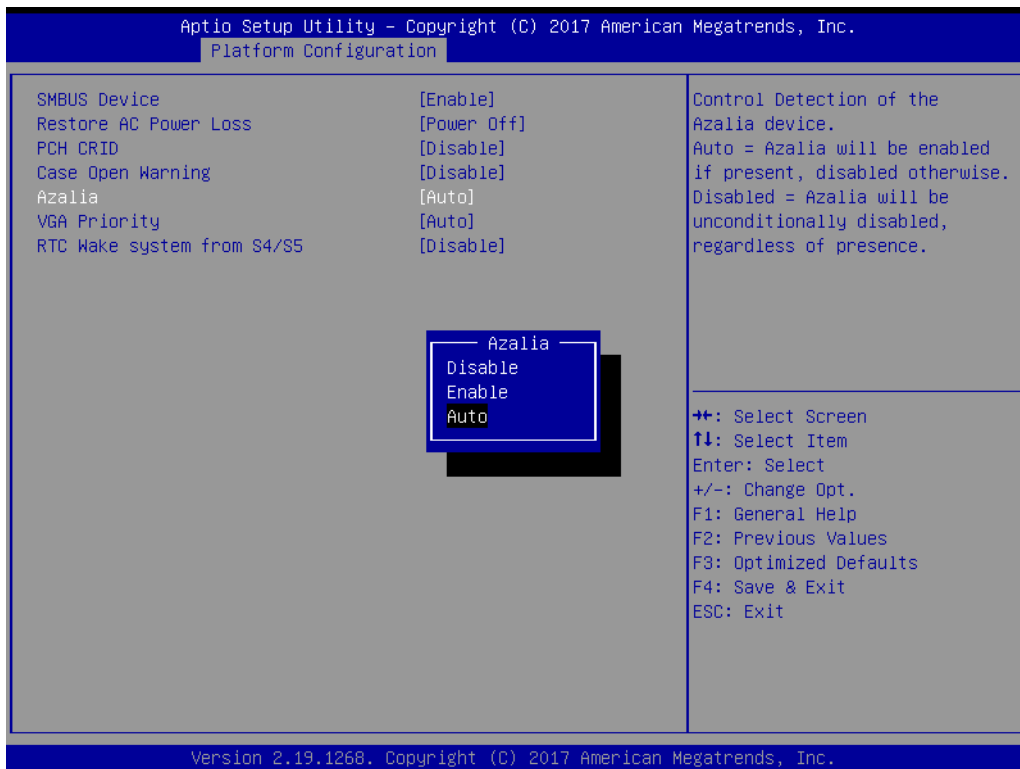 Aptio Setup Utility – Copyright (C) 2017 American Megatrends, Inc.
Platform Configuration
SMBUS Device [Enable]
Restore AC Power Loss [Power Off]
PCH CRID [Disable]
Case Open Warning [Disable]
Azalia [Auto]
VGA Priority [Auto]
RTC Wake system from S4/S5 [Disable]
Azalia
Disable
Enable
Auto
Control Detection of the
Azalia device.
Auto = Azalia will be enabled
if present, disabled otherwise.
Disabled = Azalia will be
unconditionally disabled,
regardless of presence.
→←: Select Screen
↑↓: Select Item
Enter: Select
+/-: Change Opt.
F1: General Help
F2: Previous Values
F3: Optimized Defaults
F4: Save & Exit
ESC: Exit
Version 2.19.1268. Copyright (C) 2017 American Megatrends, Inc.